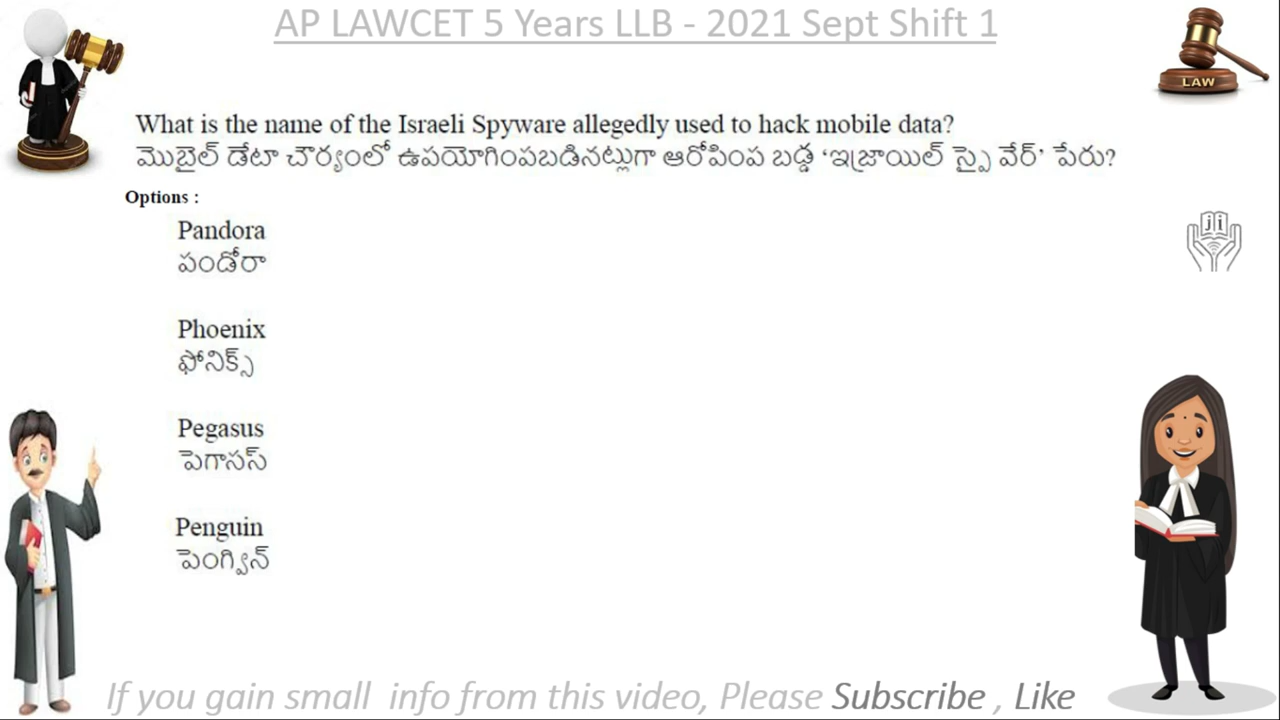 AP LAWCET 5 Years LLB - 2021 Sept Shift 1
LAW
What is the name of the Israeli Spyware allegedly used to hack mobile data?
మొబైల్ డేటా చౌర్యంలో ఉపయోగింపబడినట్లుగా ఆరోపింప బడ్డ ‘ఇజ్రాయిల్ స్పై వేర్’ పేరు?
Options :
Pandora
పండోరా
ji
Phoenix
ఫోనిక్స్
Pegasus
పెగాసస్
Penguin
పెంగ్విన్
If you gain small info from this video, Please Subscribe , Like